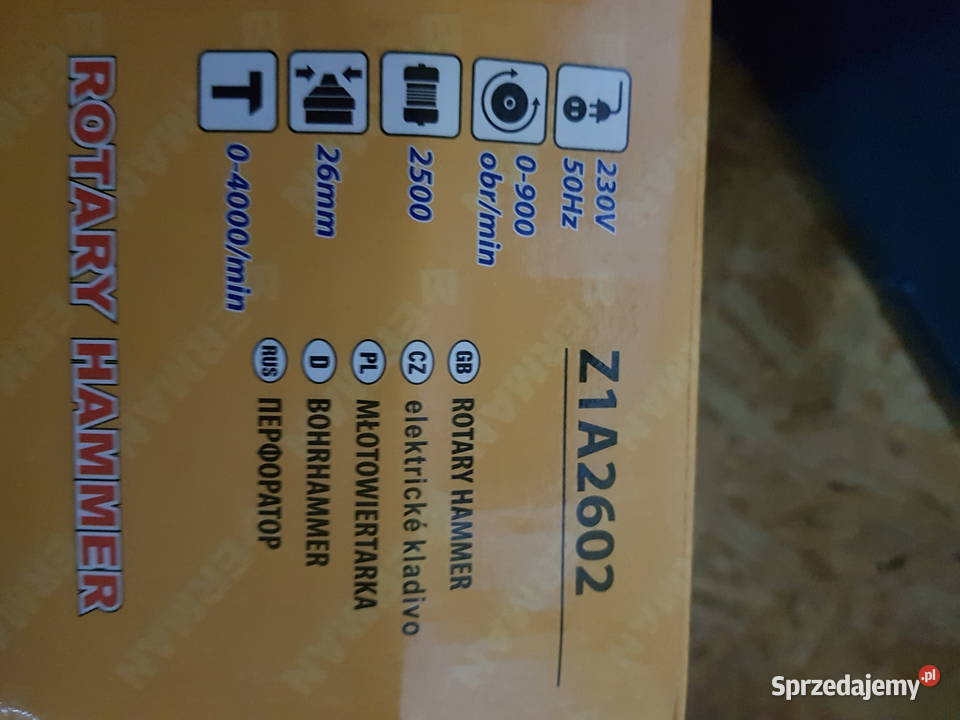 Z1A2602
230V
50Hz
0-900
obr/min
2500
26mm
0-4000/min
GB ROTARY HAMMER
CZ elektrické kladivo
PL MŁOTOWIERTARKA
D BOHRHAMMER
RUS ПЕРФОРАТОР
ROTARY HAMMER
Sprzedajemy.pl